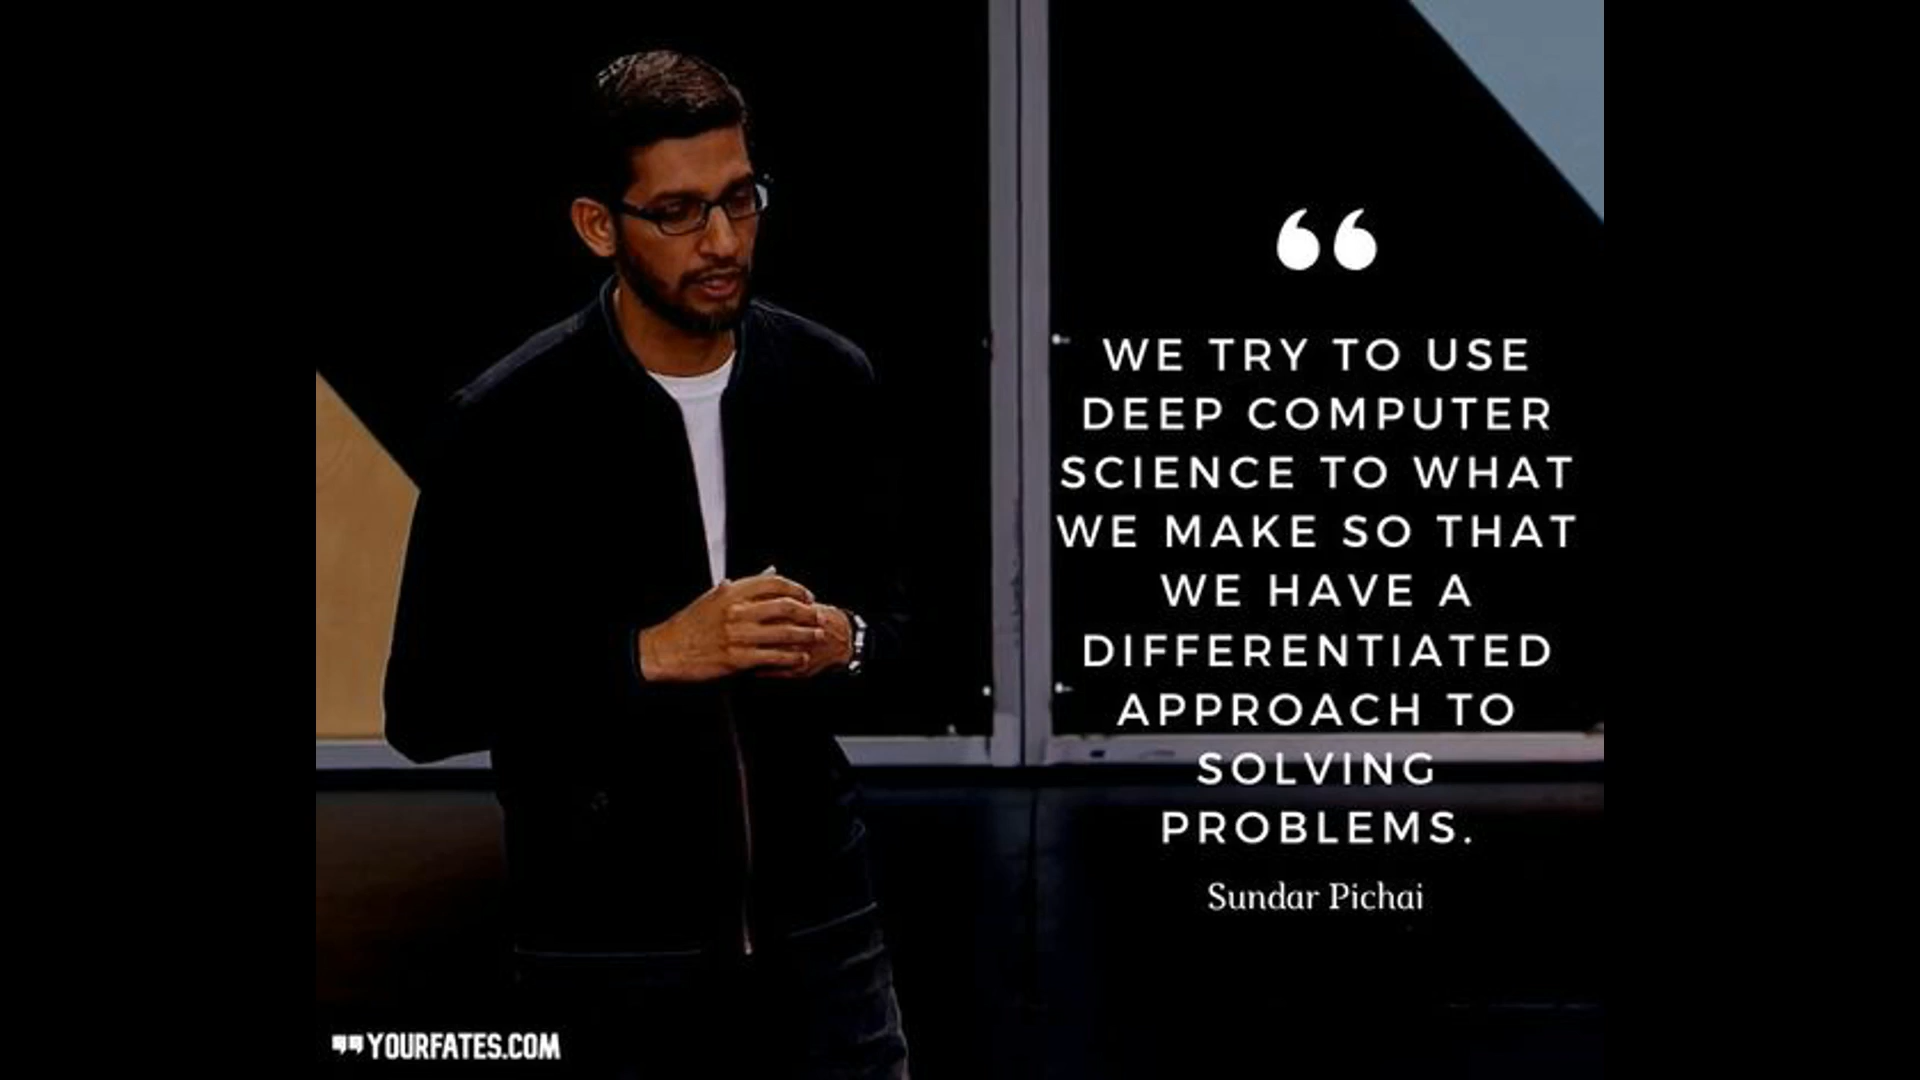 WE TRY TO USE
DEEP COMPUTER
SCIENCE TO WHAT
WE MAKE SO THAT
WE HAVE A
DIFFERENTIATED
APPROACH TO
SOLVING
PROBLEMS.
Sundar Pichai
YOURFATES.COM